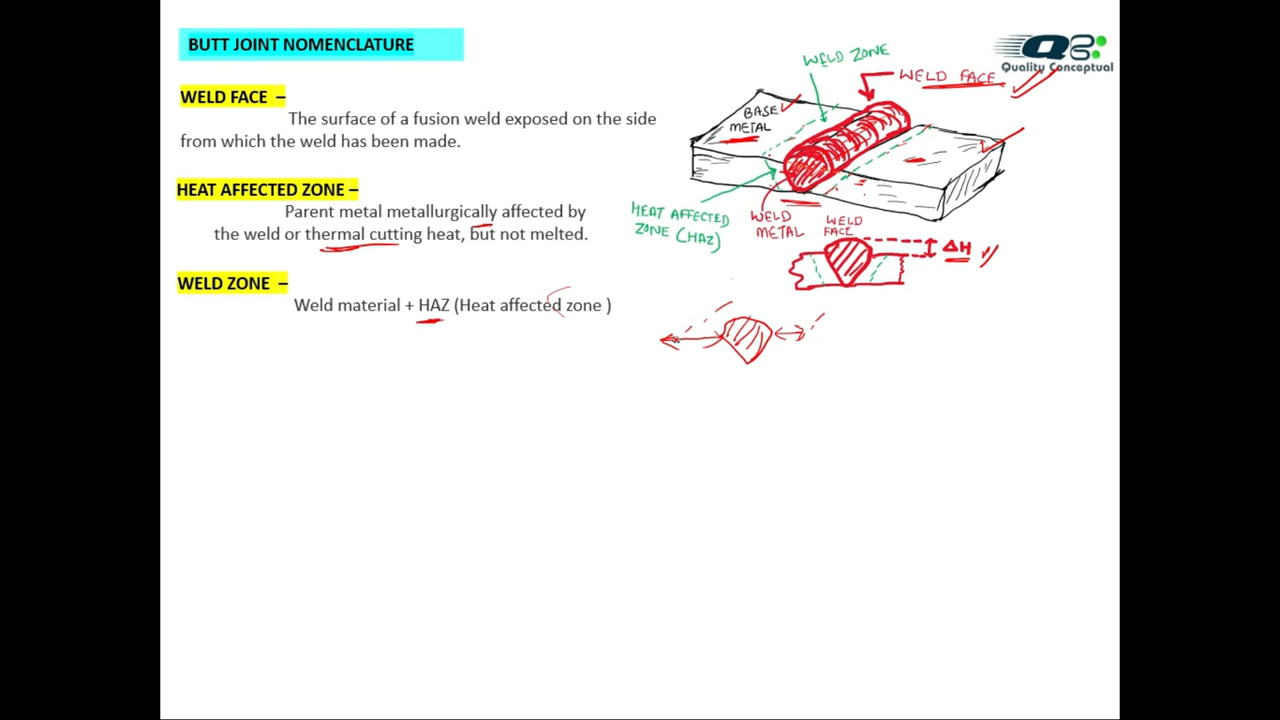 BUTT JOINT NOMENCLATURE
WELD FACE –
The surface of a fusion weld exposed on the side
from which the weld has been made.
HEAT AFFECTED ZONE –
Parent metal metallurgically affected by
the weld or thermal cutting heat, but not melted.
WELD ZONE –
Weld material + HAZ (Heat affected zone )
Quality Conceptual
WELD ZONE
WELD FACE
BASE
METAL
HEAT AFFECTED
ZONE (HAZ)
WELD
METAL
WELD
FACE
ΔH